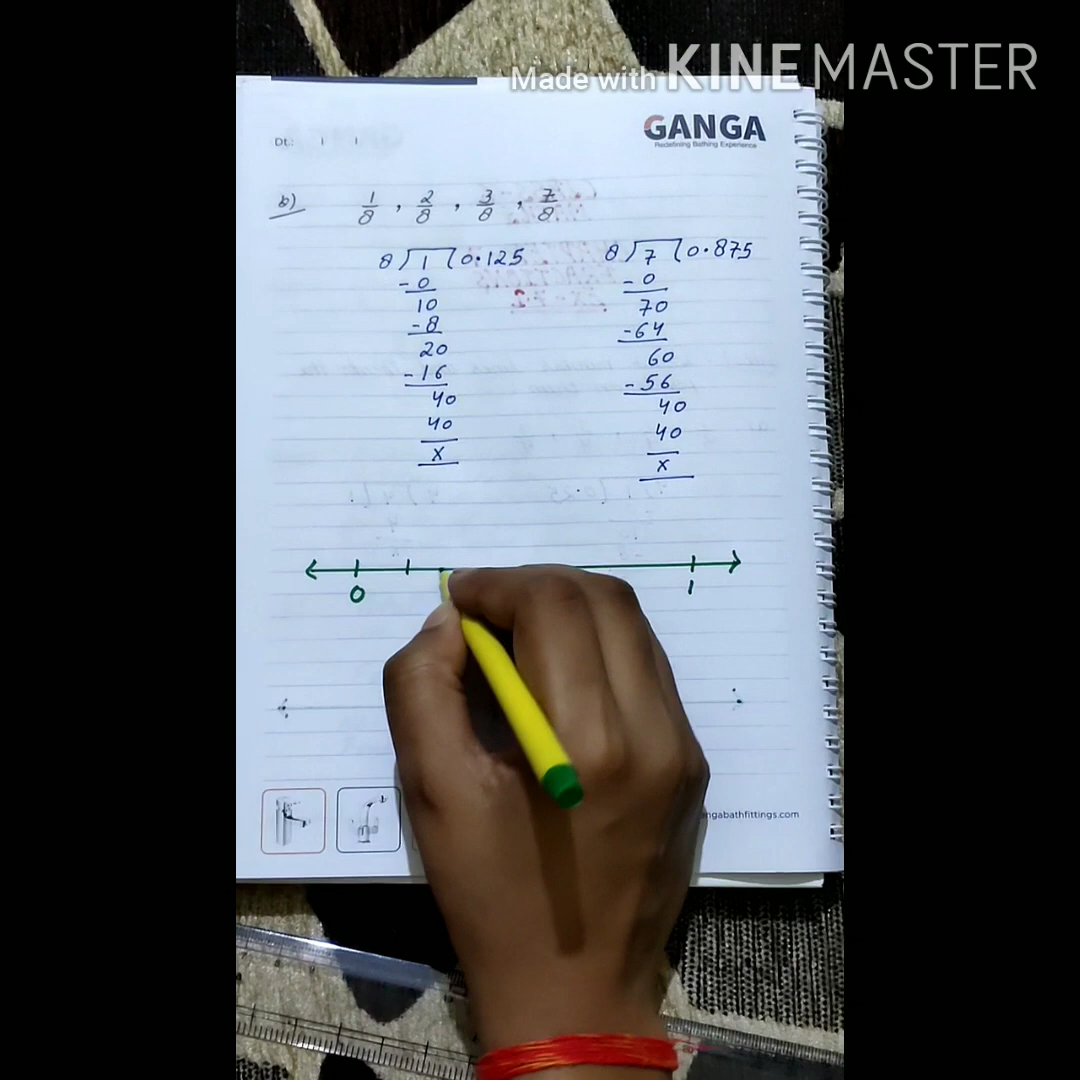 Made with KINEMASTER
GANGA
Redefining Bathing Experience
Dt.: / /
b) 1/8 , 2/8 , 3/8 , 7/8
8 ) 1 ( 0.125
-0
10
-8
20
-16
40
40
x
8 ) 7 ( 0.875
-0
70
-64
60
-56
40
40
x
0 1
ngabathfittings.com